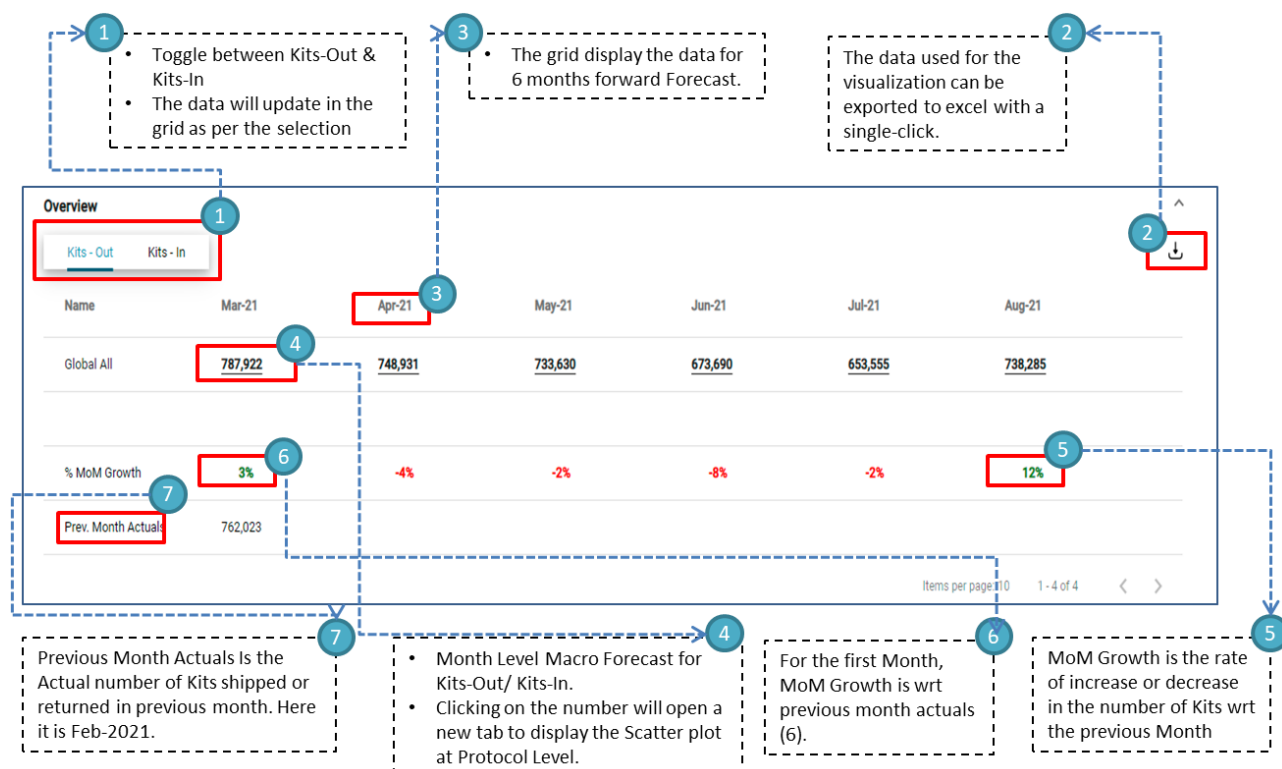 1
• Toggle between Kits-Out &
Kits-In
• The data will update in the
grid as per the selection
3
• The grid display the data for
6 months forward Forecast.
2
The data used for the
visualization can be
exported to excel with a
single-click.
Overview
1
Kits - Out Kits - In
2
Name Mar-21 Apr-21 3 May-21 Jun-21 Jul-21 Aug-21
Global All 787,922 4 748,931 733,630 673,690 653,555 738,285
% MoM Growth 3% 6 -4% -2% -8% -2% 12% 5
7
Prev. Month Actuals 762,023
Items per page: 10 1 - 4 of 4
7
Previous Month Actuals Is the
Actual number of Kits shipped or
returned in previous month. Here
it is Feb-2021.
4
• Month Level Macro Forecast for
Kits-Out/ Kits-In.
• Clicking on the number will open a
new tab to display the Scatter plot
at Protocol Level.
6
For the first Month,
MoM Growth is wrt
previous month actuals
(6).
5
MoM Growth is the rate
of increase or decrease
in the number of Kits wrt
the previous Month